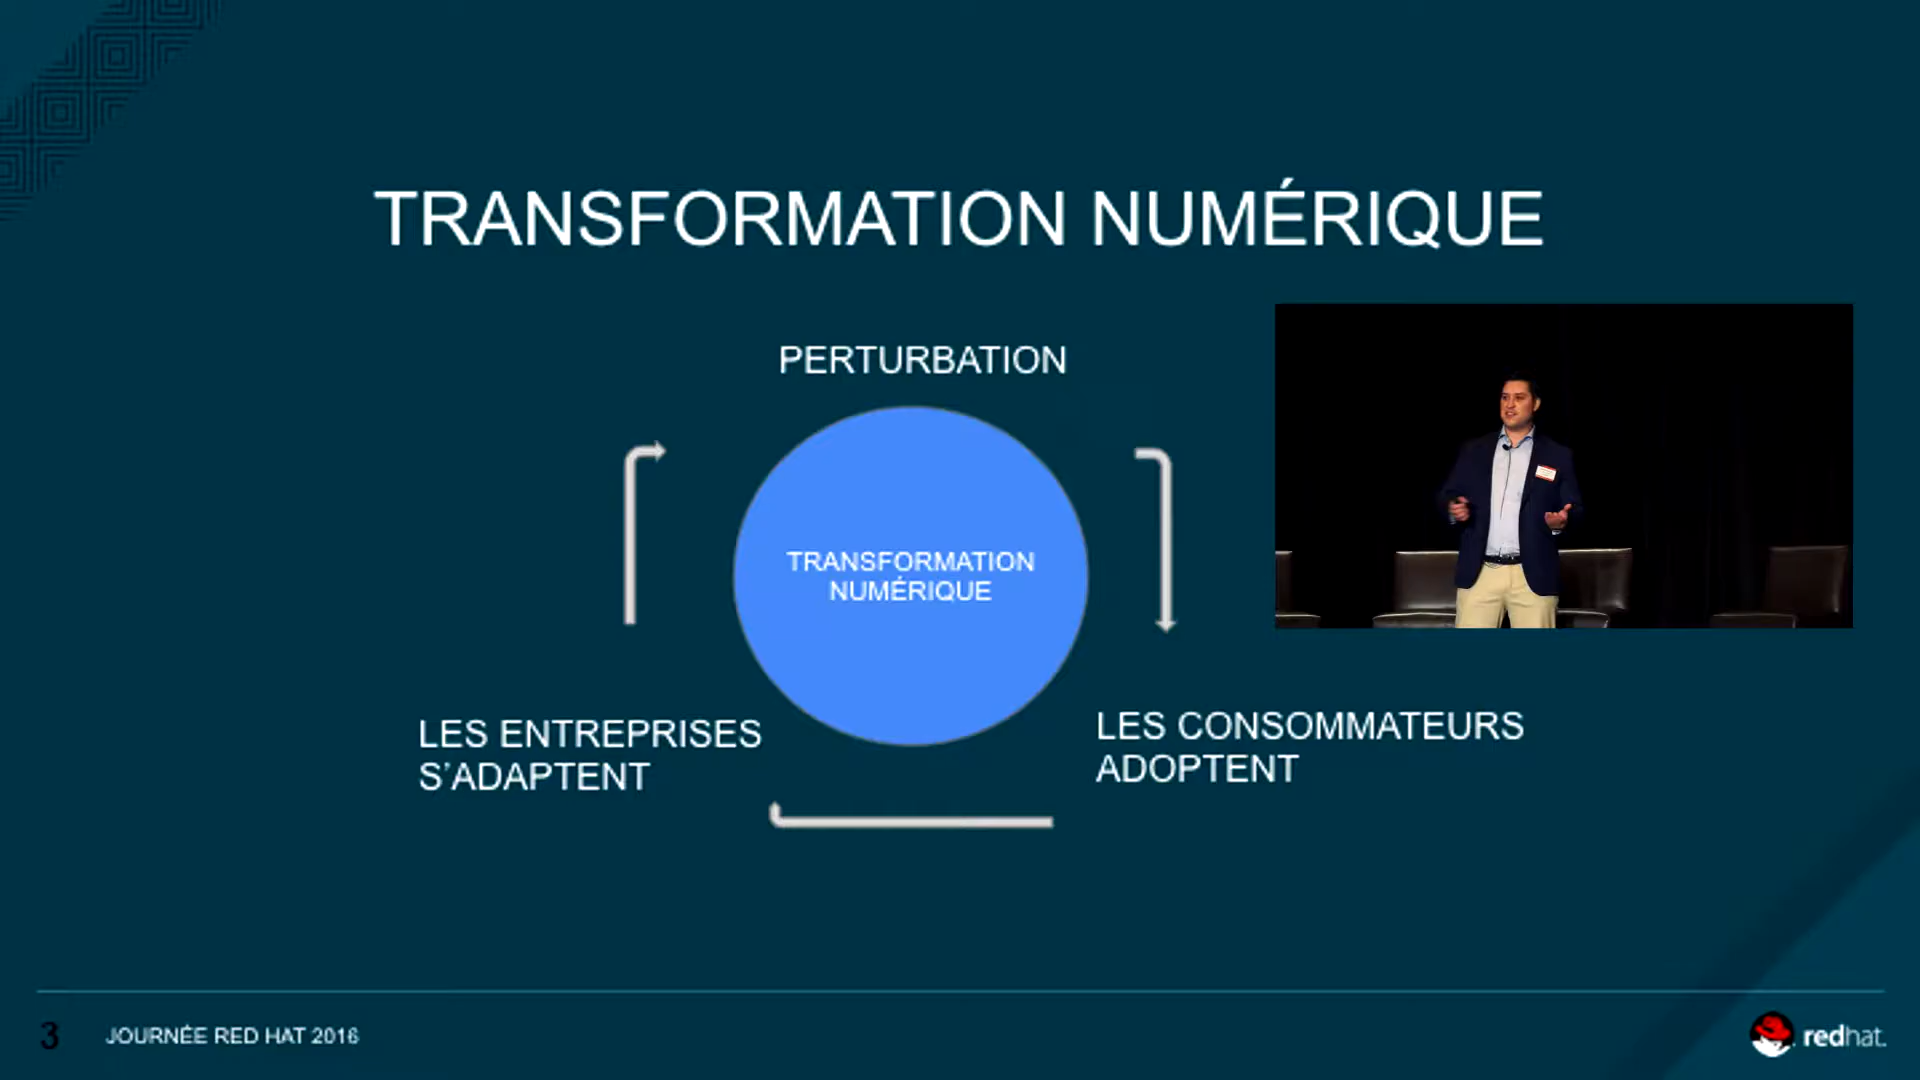 TRANSFORMATION NUMÉRIQUE
PERTURBATION
TRANSFORMATION
NUMÉRIQUE
LES ENTREPRISES
S'ADAPTENT
LES CONSOMMATEURS
ADOPTENT
3
JOURNÉE RED HAT 2016
redhat.